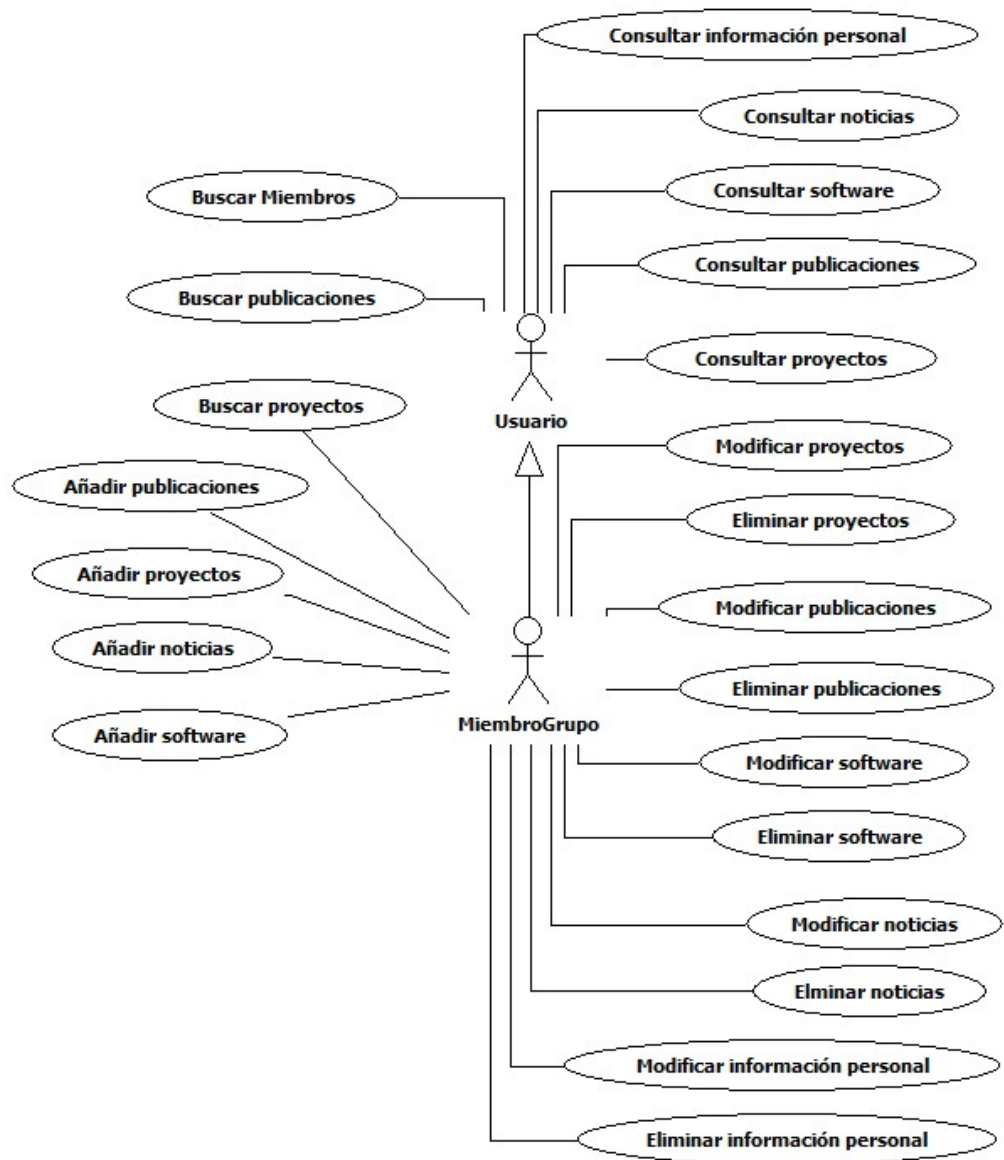 Consultar información personal
Consultar noticias
Buscar Miembros
Consultar software
Consultar publicaciones
Buscar publicaciones
Consultar proyectos
Buscar proyectos
Usuario
Modificar proyectos
Añadir publicaciones
Eliminar proyectos
Añadir proyectos
Modificar publicaciones
Añadir noticias
Eliminar publicaciones
MiembroGrupo
Añadir software
Modificar software
Eliminar software
Modificar noticias
Elminar noticias
Modificar información personal
Eliminar información personal